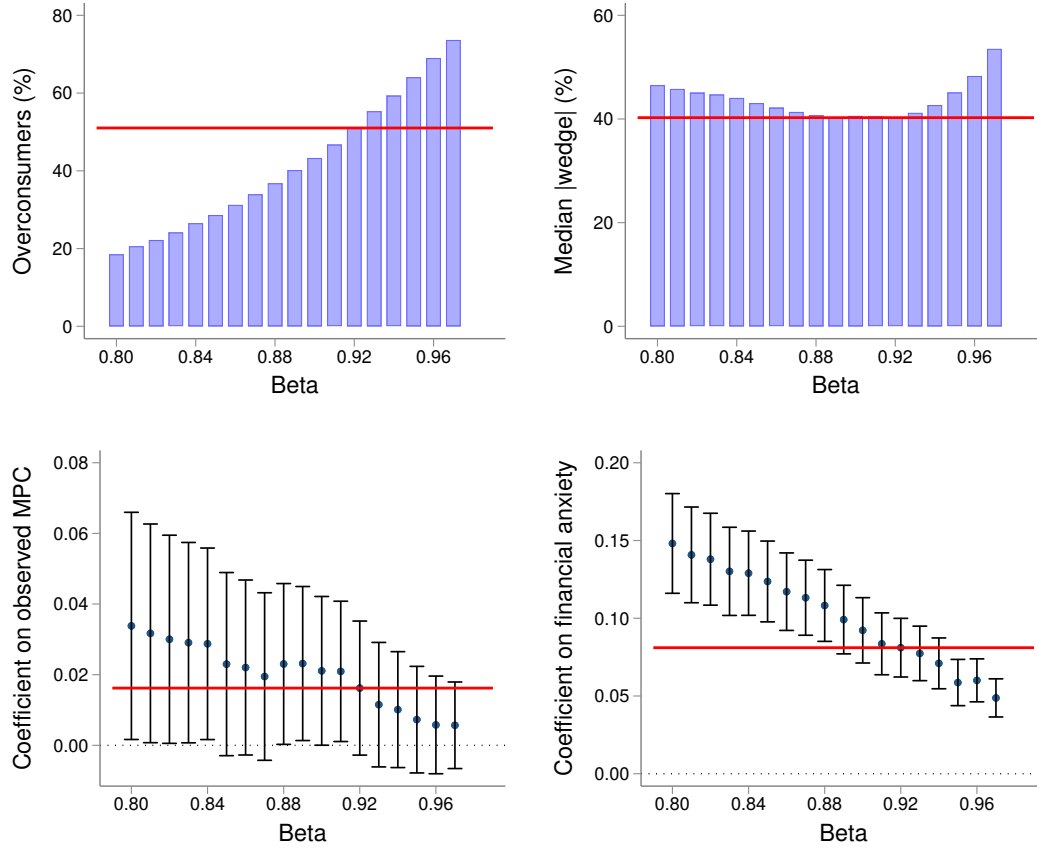 Overconsumers (%)
80
60
40
20
0
0.80 0.84 0.88 0.92 0.96
Beta
Median |wedge| (%)
60
40
20
0
0.80 0.84 0.88 0.92 0.96
Beta
Coefficient on observed MPC
0.08
0.06
0.04
0.02
0.00
0.80 0.84 0.88 0.92 0.96
Beta
Coefficient on financial anxiety
0.20
0.15
0.10
0.05
0.00
0.80 0.84 0.88 0.92 0.96
Beta